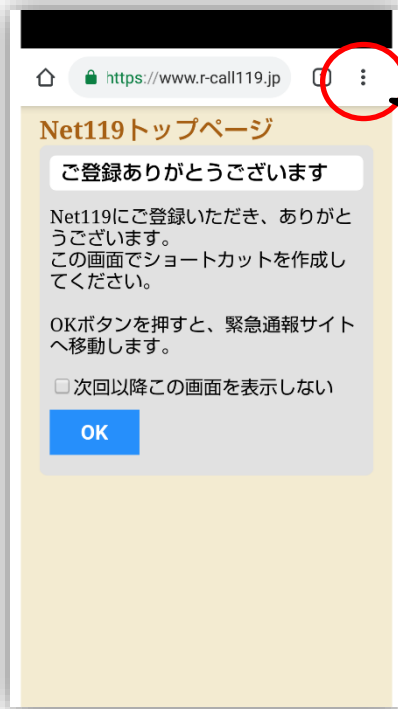 https://www.r-call119.jp
Net119トップページ
ご登録ありがとうございます
Net119にご登録いただき、ありがと
うございます。
この画面でショートカットを作成し
てください。
OKボタンを押すと、緊急通報サイト
へ移動します。
次回以降この画面を表示しない
OK